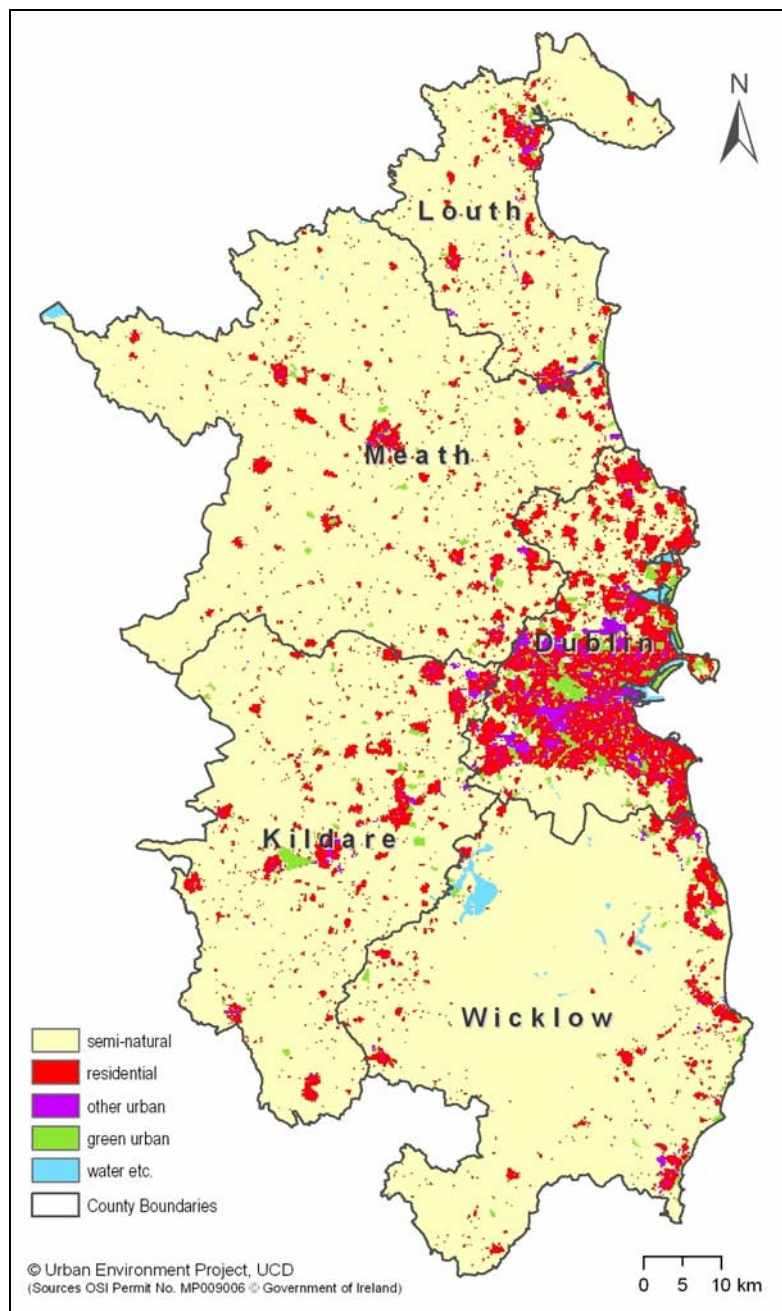 N
Louth
Meath
Dublin
Kildare
Wicklow
semi-natural
residential
other urban
green urban
water etc.
County Boundaries
© Urban Environment Project, UCD
(Sources OSI Permit No. MP009006 © Government of Ireland)
0 5 10 km